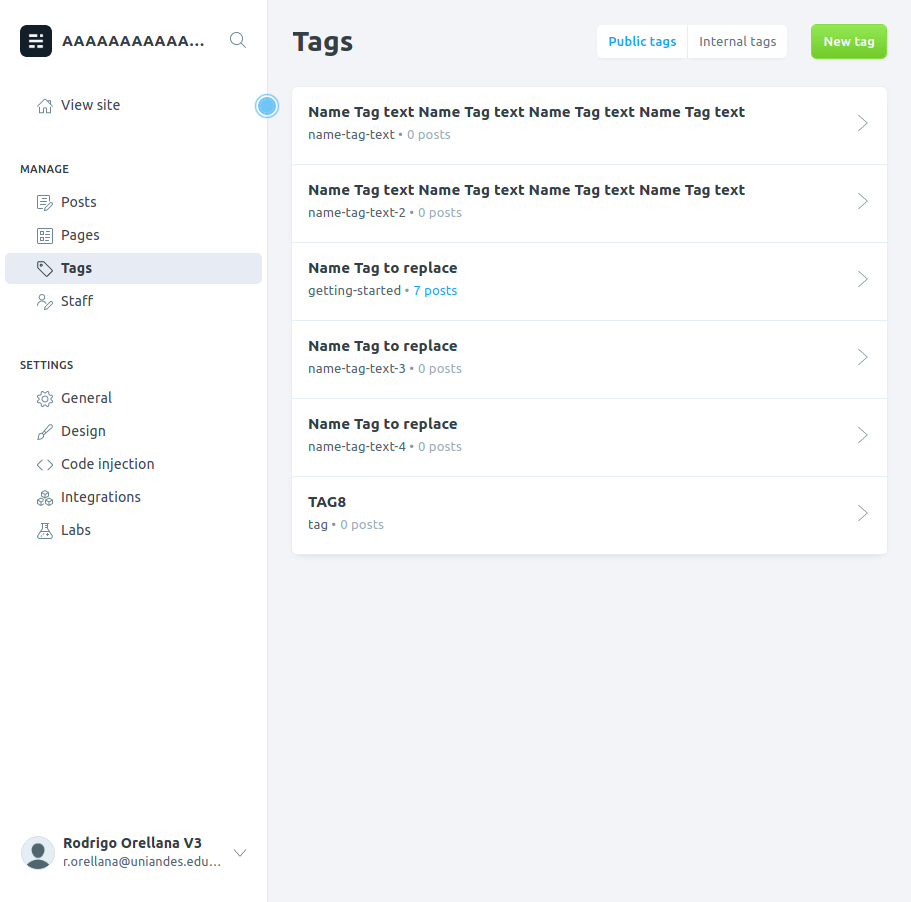 AAAAAAAAAAA...
View site
MANAGE
Posts
Pages
Tags
Staff
SETTINGS
General
Design
Code injection
Integrations
Labs
Rodrigo Orellana V3
r.orellana@uniandes.edu...
Tags
Public tags
Internal tags
New tag
Name Tag text Name Tag text Name Tag text Name Tag text
name-tag-text • 0 posts
Name Tag text Name Tag text Name Tag text Name Tag text
name-tag-text-2 • 0 posts
Name Tag to replace
getting-started • 7 posts
Name Tag to replace
name-tag-text-3 • 0 posts
Name Tag to replace
name-tag-text-4 • 0 posts
TAG8
tag • 0 posts